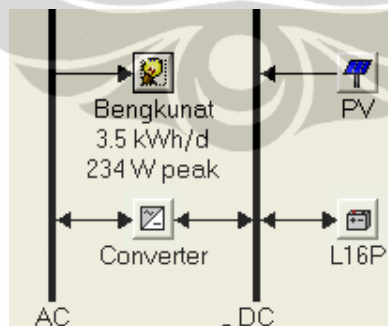 Bengkunat
3.5 kWh/d
234 W peak
PV
Converter
L16P
AC
DC